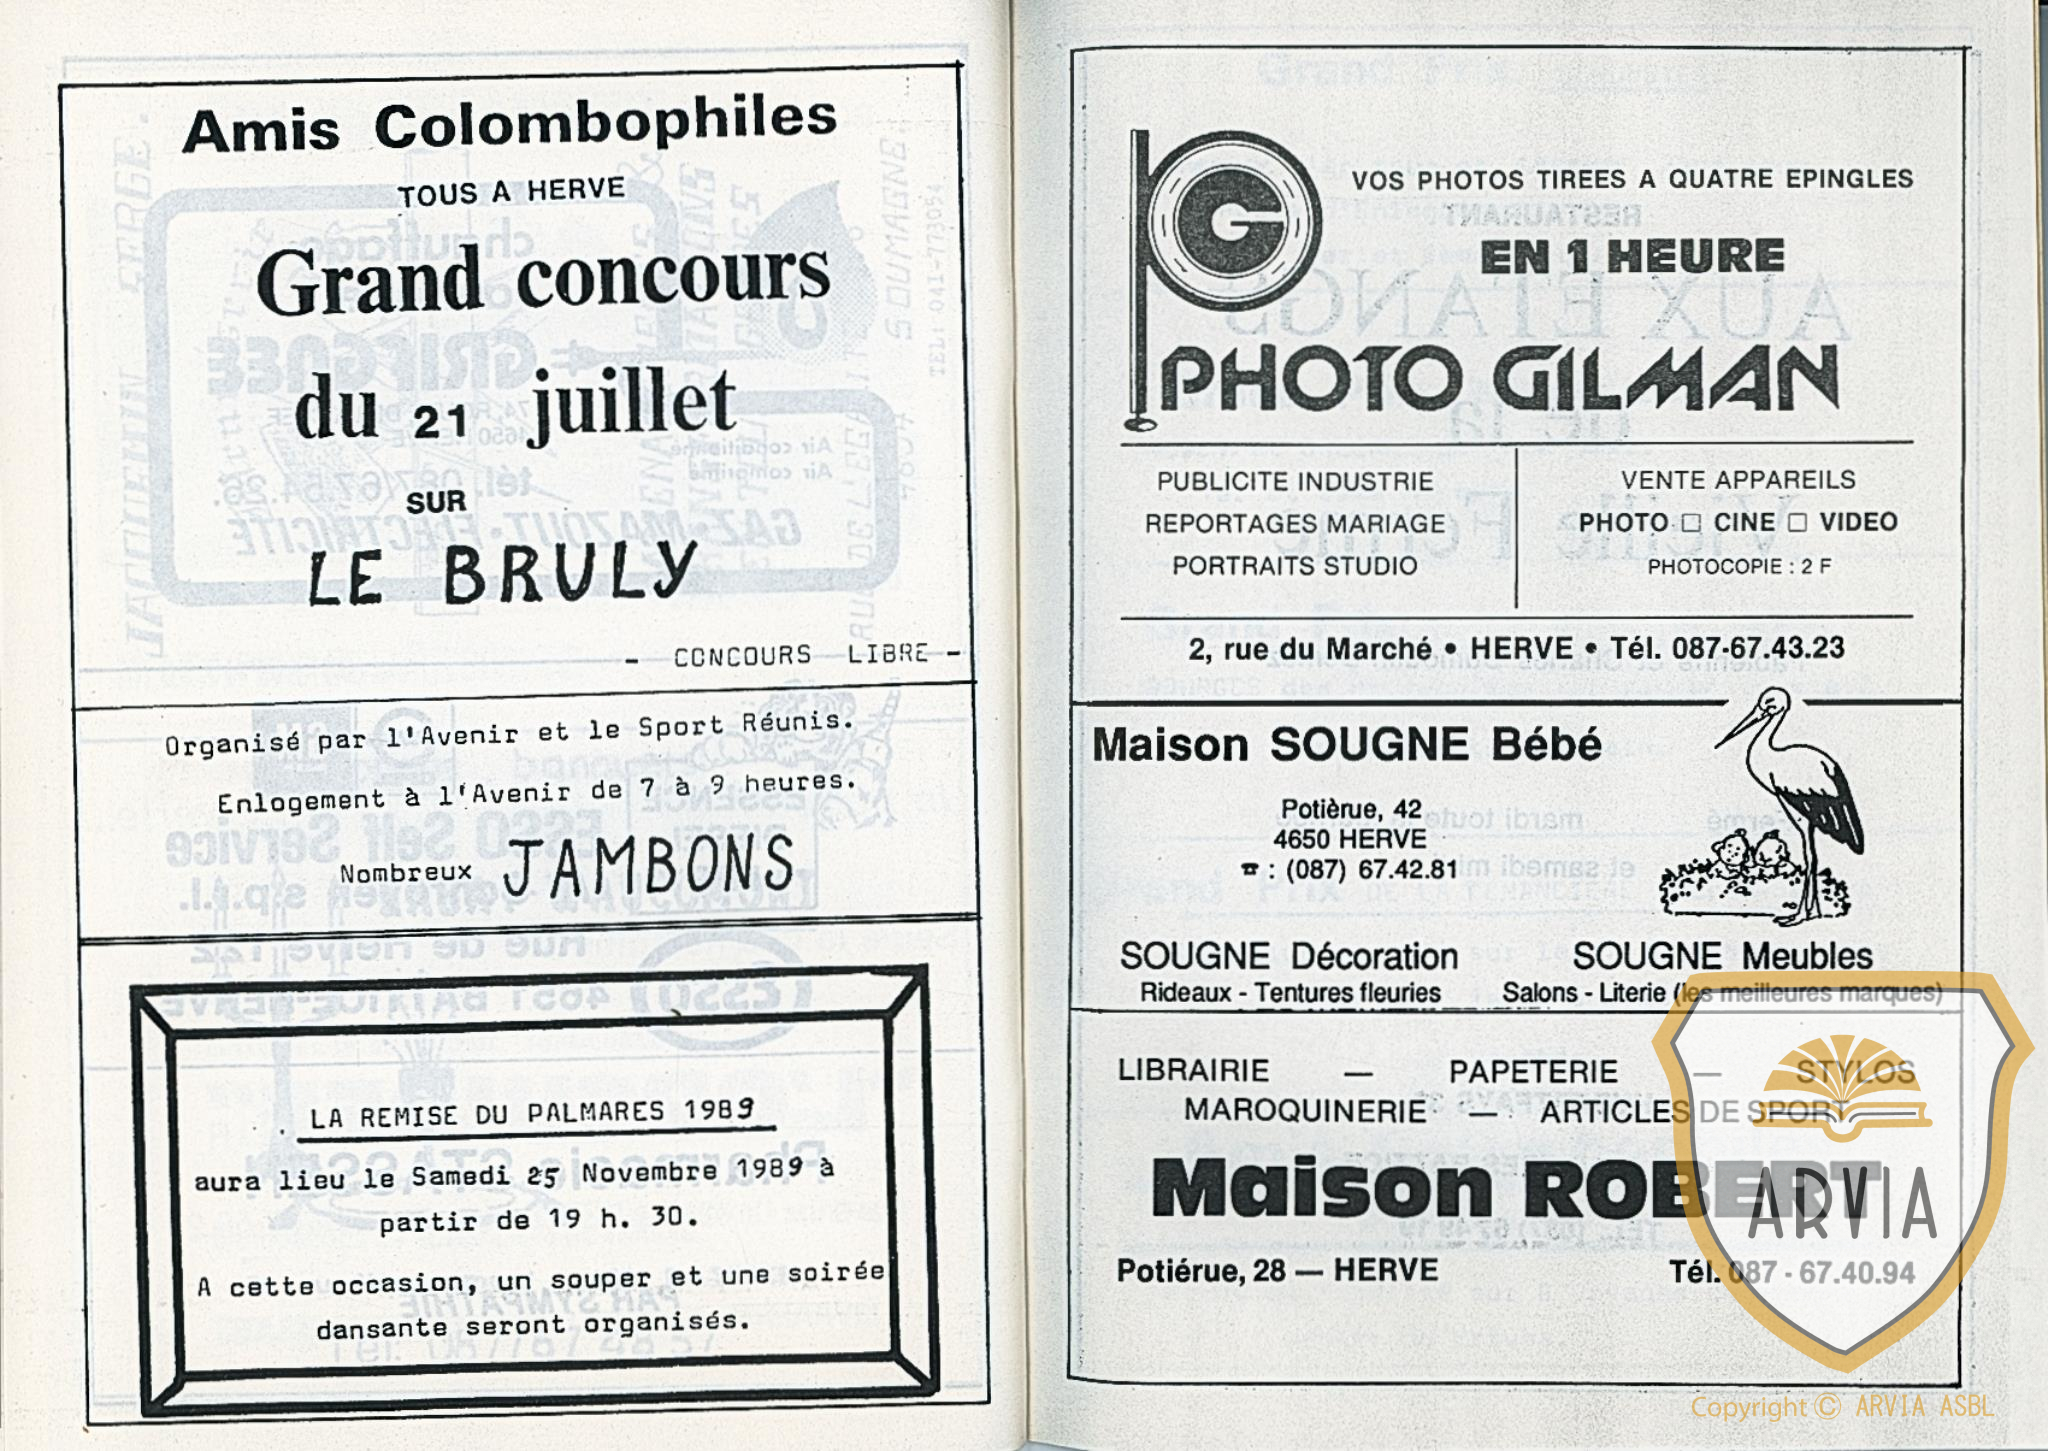 Amis Colombophiles
TOUS A HERVE
Grand concours
du 21 juillet
SUR
LE BRULY
- CONCOURS LIBRE -
Organisé par l'Avenir et le Sport Réunis.
Enlogement à l'Avenir de 7 à 9 heures.
Nombreux JAMBONS
LA REMISE DU PALMARES 1989
aura lieu le Samedi 25 Novembre 1989 à
partir de 19 h. 30.
A cette occasion, un souper et une soirée
dansante seront organisés.
PG
VOS PHOTOS TIREES A QUATRE EPINGLES
EN 1 HEURE
PHOTO GILMAN
PUBLICITE INDUSTRIE
REPORTAGES MARIAGE
PORTRAITS STUDIO
VENTE APPAREILS
PHOTO □ CINE □ VIDEO
PHOTOCOPIE : 2 F
2, rue du Marché • HERVE • Tél. 087-67.43.23
Maison SOUGNE Bébé
Potièrue, 42
4650 HERVE
☎ : (087) 67.42.81
SOUGNE Décoration
Rideaux - Tentures fleuries
SOUGNE Meubles
Salons - Literie (les meilleures marques)
LIBRAIRIE — PAPETERIE — STYLOS
MAROQUINERIE — ARTICLES DE SPORT
Maison ROBERT
Potiérue, 28 — HERVE Tél. 087 - 67.40.94
ARVIA
Copyright © ARVIA ASBL